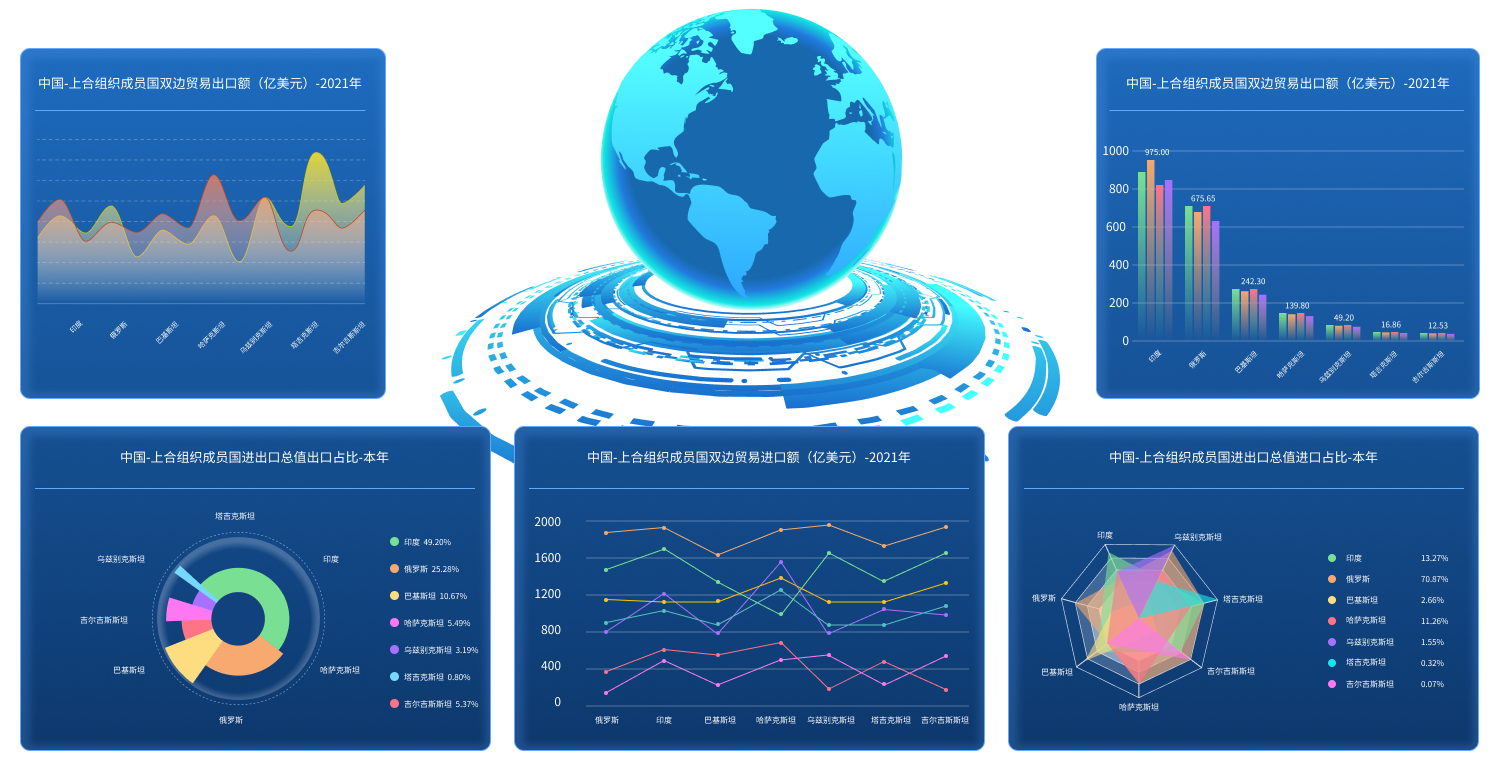 中国-上合组织成员国双边贸易出口额（亿美元）-2021年
印度
俄罗斯
巴基斯坦
哈萨克斯坦
乌兹别克斯坦
塔吉克斯坦
吉尔吉斯斯坦
中国-上合组织成员国双边贸易出口额（亿美元）-2021年
1000
800
600
400
200
0
975.00
675.65
242.30
139.80
49.20
16.86
12.53
印度
俄罗斯
巴基斯坦
哈萨克斯坦
乌兹别克斯坦
塔吉克斯坦
吉尔吉斯斯坦
中国-上合组织成员国进出口总值出口占比-本年
塔吉克斯坦
乌兹别克斯坦
印度
吉尔吉斯斯坦
巴基斯坦
哈萨克斯坦
俄罗斯
印度 49.20%
俄罗斯 25.28%
巴基斯坦 10.67%
哈萨克斯坦 5.49%
乌兹别克斯坦 3.19%
塔吉克斯坦 0.80%
吉尔吉斯斯坦 5.37%
中国-上合组织成员国双边贸易进口额（亿美元）-2021年
2000
1600
1200
800
400
0
俄罗斯 印度 巴基斯坦 哈萨克斯坦 乌兹别克斯坦 塔吉克斯坦 吉尔吉斯斯坦
中国-上合组织成员国进出口总值进口占比-本年
印度
乌兹别克斯坦
俄罗斯
塔吉克斯坦
巴基斯坦
吉尔吉斯斯坦
哈萨克斯坦
印度 13.27%
俄罗斯 70.87%
巴基斯坦 2.66%
哈萨克斯坦 11.26%
乌兹别克斯坦 1.55%
塔吉克斯坦 0.32%
吉尔吉斯斯坦 0.07%